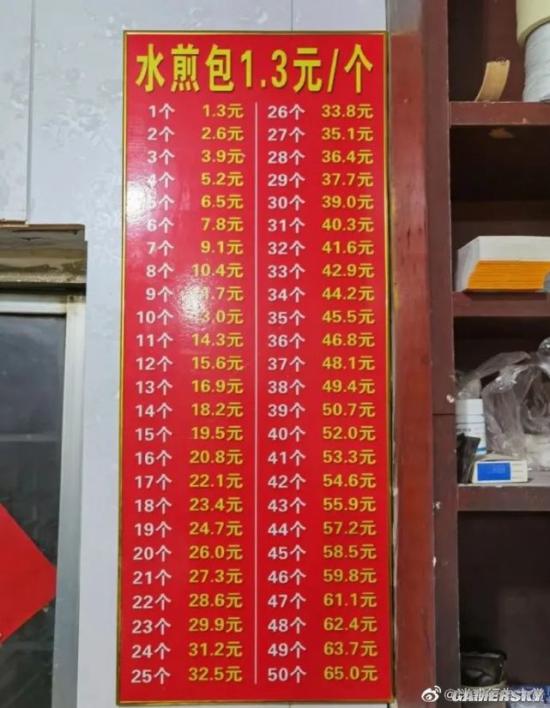 水煎包1.3元/个
1个 1.3元
2个 2.6元
3个 3.9元
4个 5.2元
5个 6.5元
6个 7.8元
7个 9.1元
8个 10.4元
9个 .7元
10个 3.0元
11个 14.3元
12个 15.6元
13个 16.9元
14个 18.2元
15个 19.5元
16个 20.8元
17个 22.1元
18个 23.4元
19个 24.7元
20个 26.0元
21个 27.3元
22个 28.6元
23个 29.9元
24个 31.2元
25个 32.5元
26个 33.8元
27个 35.1元
28个 36.4元
29个 37.7元
30个 39.0元
31个 40.3元
32个 41.6元
33个 42.9元
34个 44.2元
35个 45.5元
36个 46.8元
37个 48.1元
38个 49.4元
39个 50.7元
40个 52.0元
41个 53.3元
42个 54.6元
43个 55.9元
44个 57.2元
45个 58.5元
46个 59.8元
47个 61.1元
48个 62.4元
49个 63.7元
50个 65.0元
GAMERSKY